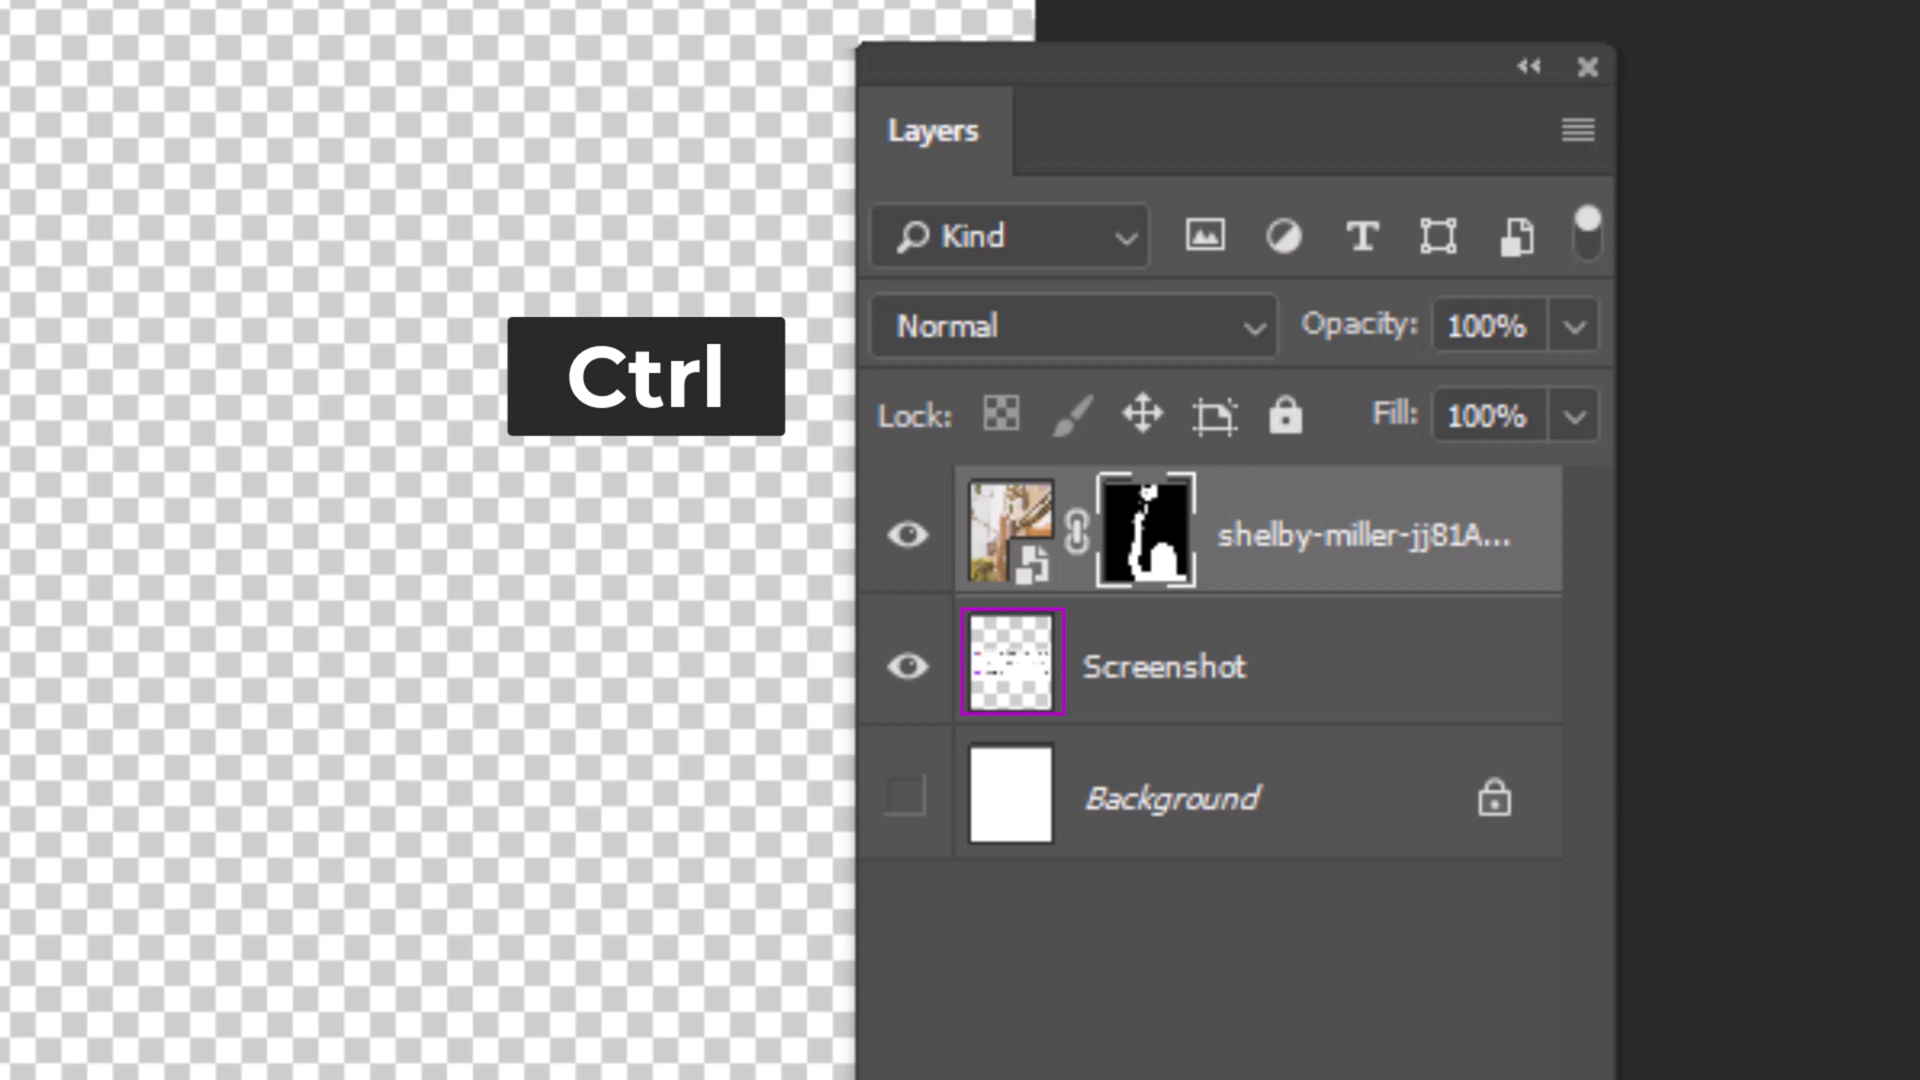 Layers
Kind
Normal
Opacity: 100%
Ctrl
Lock:
Fill: 100%
shelby-miller-jj81A...
Screenshot
Background